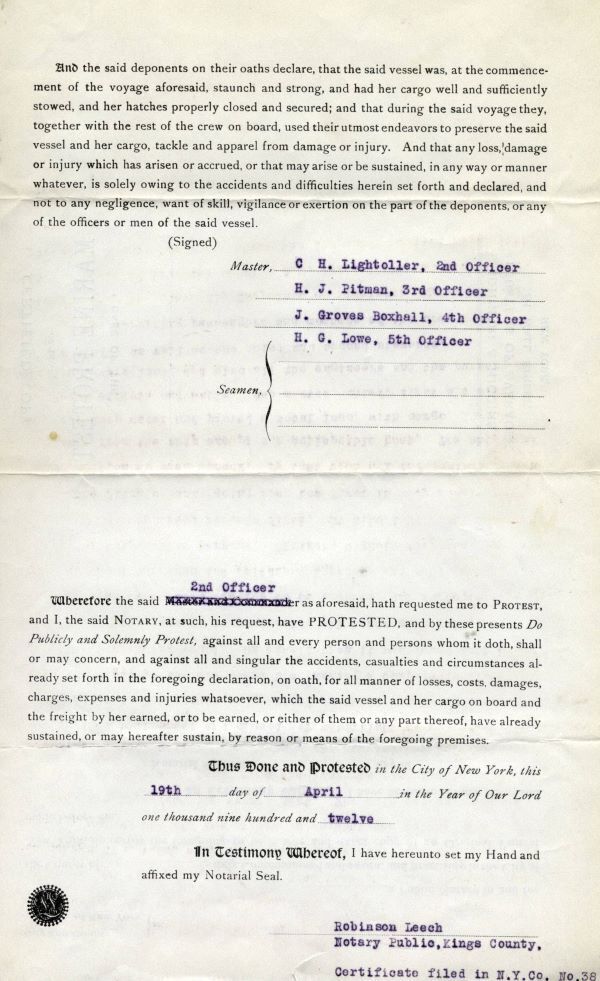 And the said deponents on their oaths declare, that the said vessel was, at the commence-
ment of the voyage aforesaid, staunch and strong, and had her cargo well and sufficiently
stowed, and her hatches properly closed and secured; and that during the said voyage they,
together with the rest of the crew on board, used their utmost endeavors to preserve the said
vessel and her cargo, tackle and apparel from damage or injury. And that any loss, damage
or injury which has arisen or accrued, or that may arise or be sustained, in any way or manner
whatever, is solely owing to the accidents and difficulties herein set forth and declared, and
not to any negligence, want of skill, vigilance or exertion on the part of the deponents, or any
of the officers or men of the said vessel.
(Signed)
Master, C H. Lightoller, 2nd Officer
H. J. Pitman, 3rd Officer
J. Groves Boxhall, 4th Officer
H. G. Lowe, 5th Officer
Seamen,
2nd Officer
Wherefore the said Master and Commander as aforesaid, hath requested me to PROTEST,
and I, the said NOTARY, at such, his request, have PROTESTED, and by these presents Do
Publicly and Solemnly Protest, against all and every person and persons whom it doth, shall
or may concern, and against all and singular the accidents, casualties and circumstances al-
ready set forth in the foregoing declaration, on oath, for all manner of losses, costs, damages,
charges, expenses and injuries whatsoever, which the said vessel and her cargo on board and
the freight by her earned, or to be earned, or either of them or any part thereof, have already
sustained, or may hereafter sustain, by reason or means of the foregoing premises.
Thus Done and Protested in the City of New York, this
19th day of April in the Year of Our Lord
one thousand nine hundred and twelve
In Testimony Whereof, I have hereunto set my Hand and
affixed my Notarial Seal.
Robinson Leech
Notary Public, Kings County,
Certificate filed in N.Y.Co. No.38